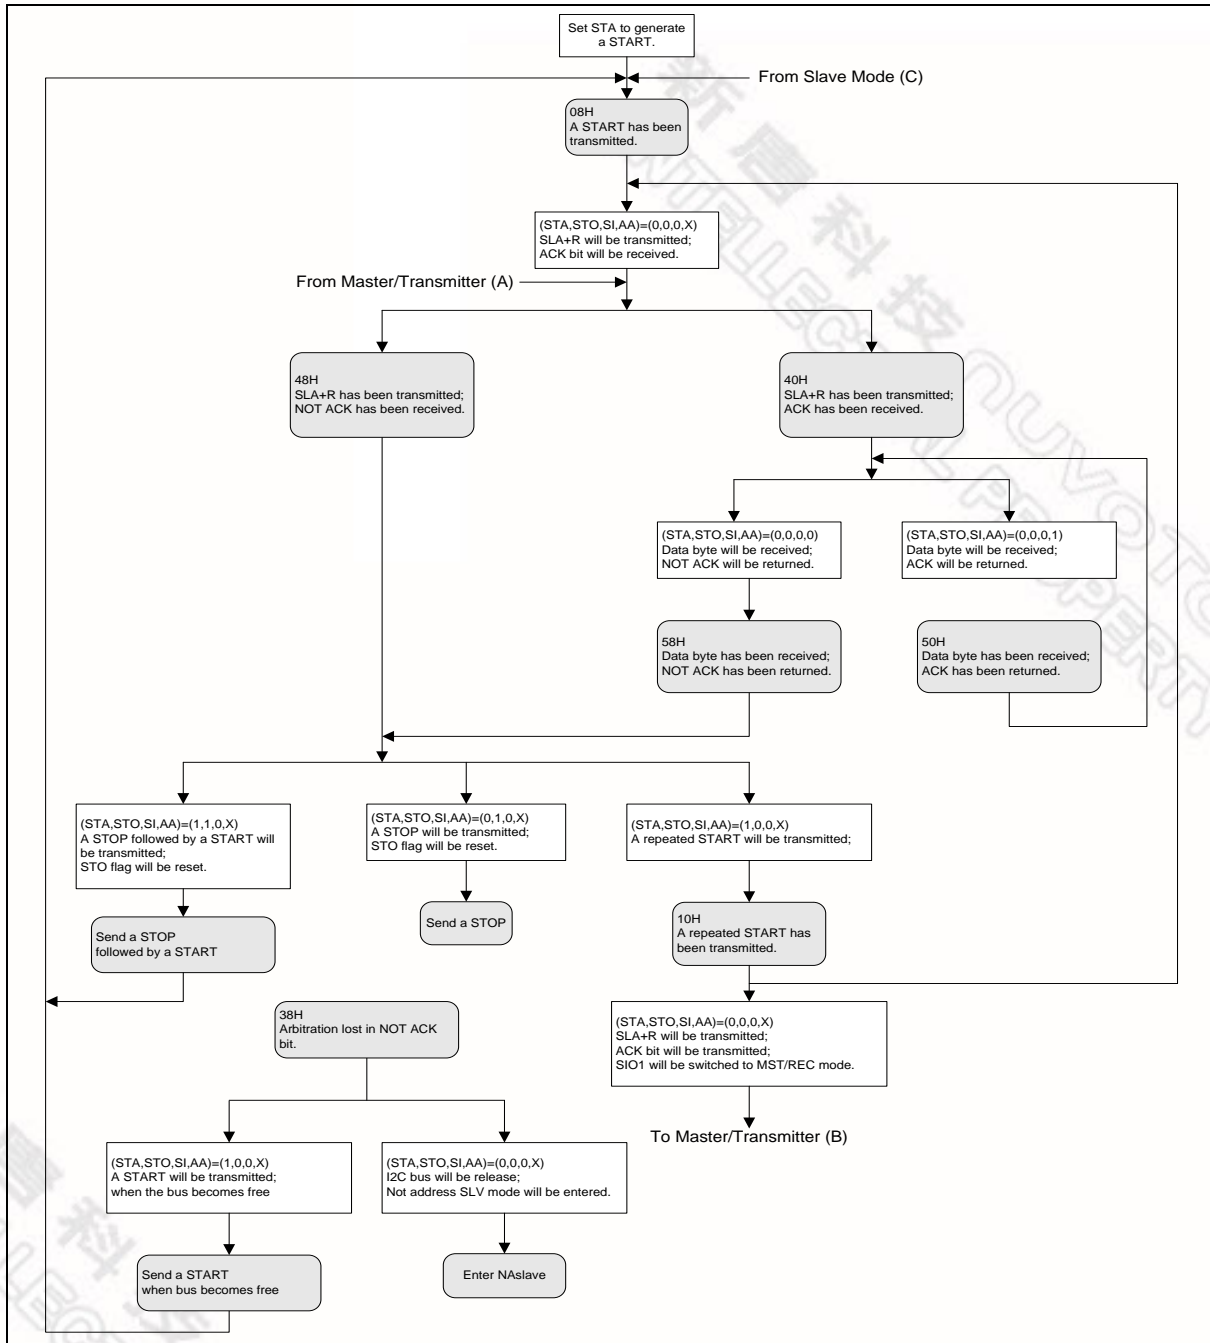 Set STA to generate
a START.
From Slave Mode (C)
08H
A START has been
transmitted.
(STA,STO,SI,AA)=(0,0,0,X)
SLA+R will be transmitted;
ACK bit will be received.
From Master/Transmitter (A)
48H
SLA+R has been transmitted;
NOT ACK has been received.
40H
SLA+R has been transmitted;
ACK has been received.
(STA,STO,SI,AA)=(0,0,0,0)
Data byte will be received;
NOT ACK will be returned.
(STA,STO,SI,AA)=(0,0,0,1)
Data byte will be received;
ACK will be returned.
58H
Data byte has been received;
NOT ACK has been returned.
50H
Data byte has been received;
ACK has been returned.
(STA,STO,SI,AA)=(1,1,0,X)
A STOP followed by a START will
be transmitted;
STO flag will be reset.
(STA,STO,SI,AA)=(0,1,0,X)
A STOP will be transmitted;
STO flag will be reset.
(STA,STO,SI,AA)=(1,0,0,X)
A repeated START will be transmitted;
Send a STOP
followed by a START
Send a STOP
10H
A repeated START has
been transmitted.
38H
Arbitration lost in NOT ACK
bit.
(STA,STO,SI,AA)=(0,0,0,X)
SLA+R will be transmitted;
ACK bit will be transmitted;
SIO1 will be switched to MST/REC mode.
To Master/Transmitter (B)
(STA,STO,SI,AA)=(1,0,0,X)
A START will be transmitted;
when the bus becomes free
(STA,STO,SI,AA)=(0,0,0,X)
I2C bus will be release;
Not address SLV mode will be entered.
Send a START
when bus becomes free
Enter NAslave
新唐科技 nuvoTon
INTELLECTUAL PROPERTY